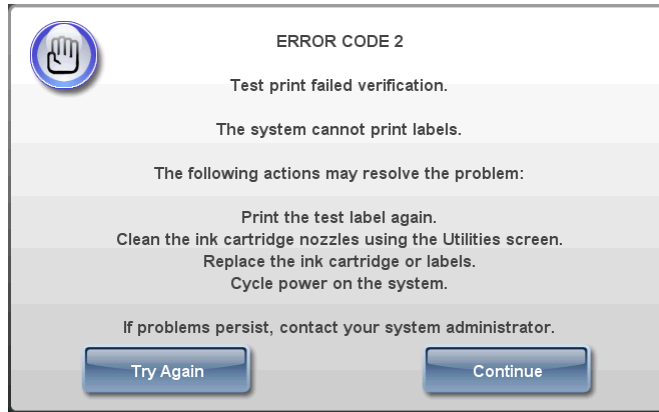 ERROR CODE 2
Test print failed verification.
The system cannot print labels.
The following actions may resolve the problem:
Print the test label again.
Clean the ink cartridge nozzles using the Utilities screen.
Replace the ink cartridge or labels.
Cycle power on the system.
If problems persist, contact your system administrator.
Try Again
Continue